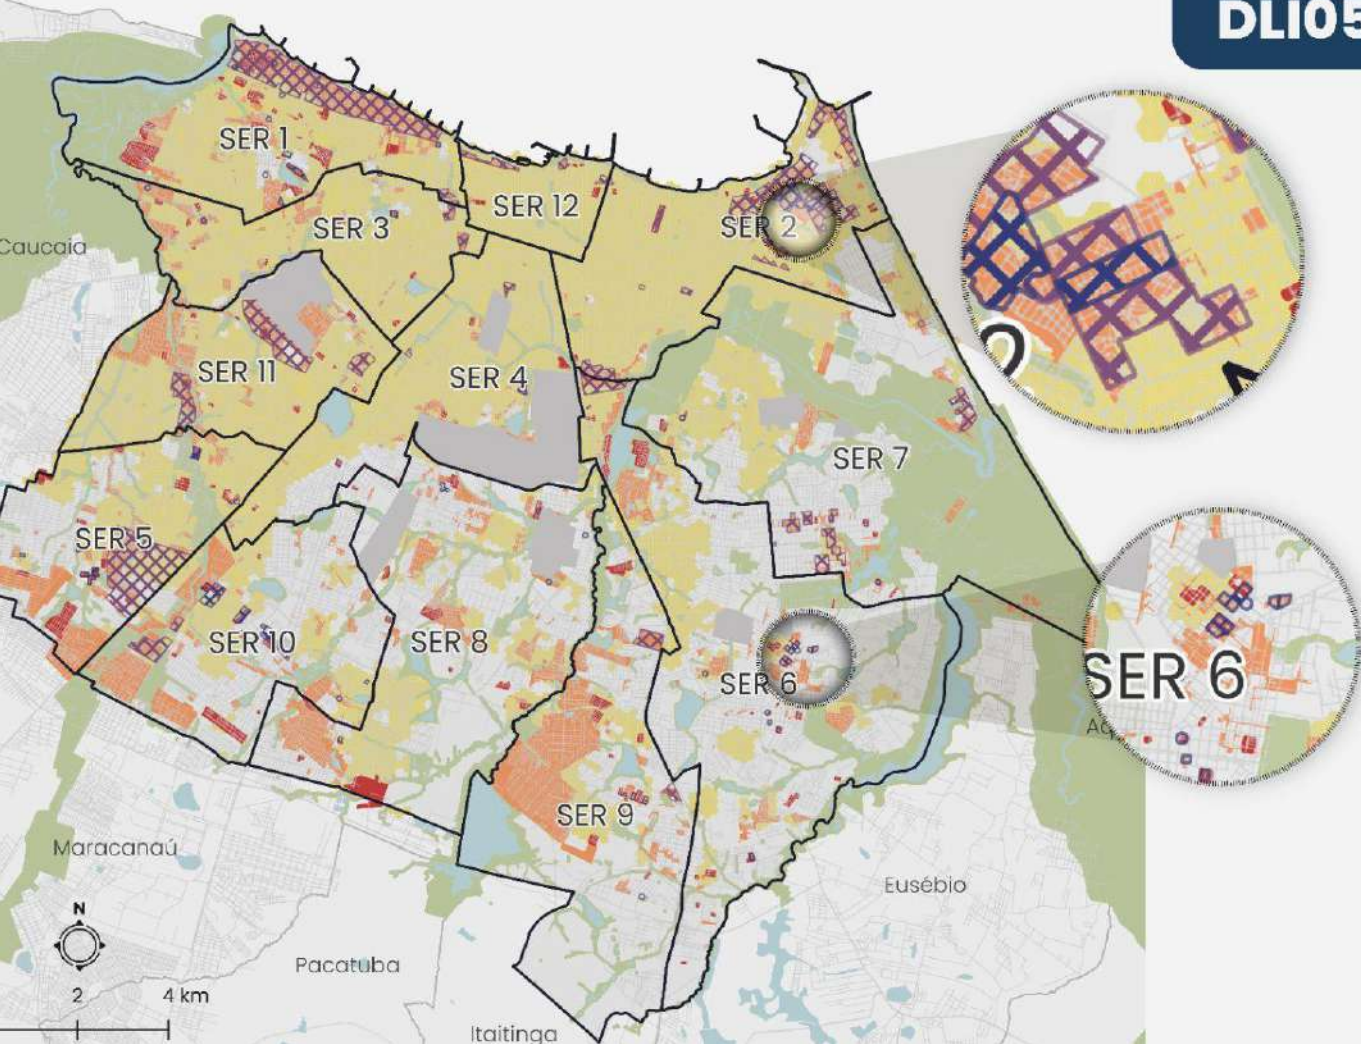 DLI05
SER 1
SER 12
SER 3
SER 2
Caucaia
SER 11
SER 4
SER 7
SER 5
SER 10
SER 8
SER 6
SER 6
SER 9
Maracanaú
Eusébio
N
Pacatuba
2
4 km
Itaitinga